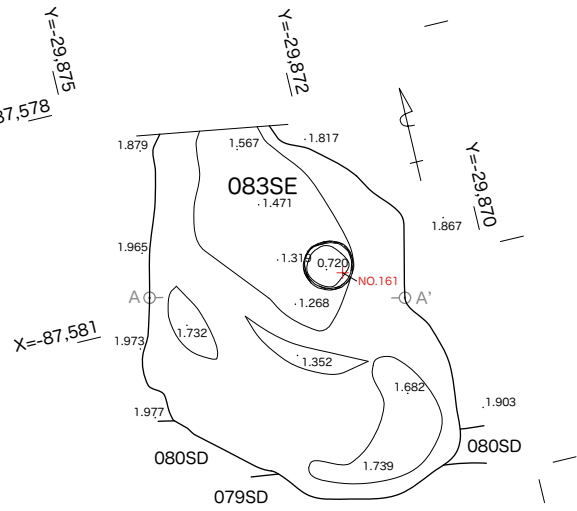 Y=-29,875
Y=-29,872
37,578
1.879
1.567
1.817
083SE
Y=-29,870
1.471
1.867
1.965
1.319
0.720
NO.161
A
A'
1.268
1.732
X=-87,581
1.973
1.352
1.682
1.903
1.977
080SD
080SD
1.739
079SD